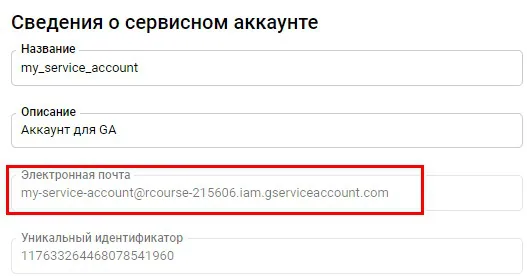 Сведения о сервисном аккаунте
Название
my_service_account
Описание
Аккаунт для GA
Электронная почта
my-service-account@rcourse-215606.iam.gserviceaccount.com
Уникальный идентификатор
117633264468078541960